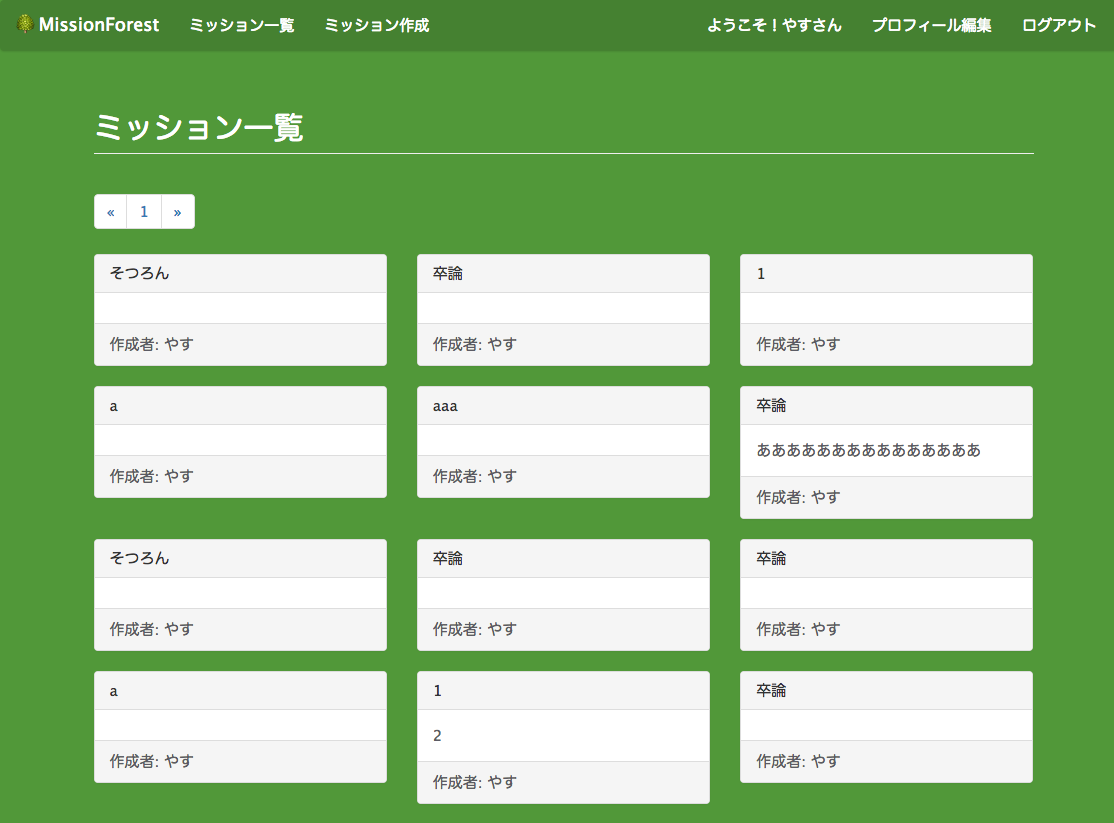 MissionForest ミッション一覧 ミッション作成 ようこそ！やすさん プロフィール編集 ログアウト
ミッション一覧
« 1 »
そつろん 卒論 1
作成者: やす 作成者: やす 作成者: やす
a aaa 卒論
あああああああああああああああ
作成者: やす 作成者: やす 作成者: やす
そつろん 卒論 卒論
作成者: やす 作成者: やす 作成者: やす
a 1 卒論
2
作成者: やす 作成者: やす 作成者: やす